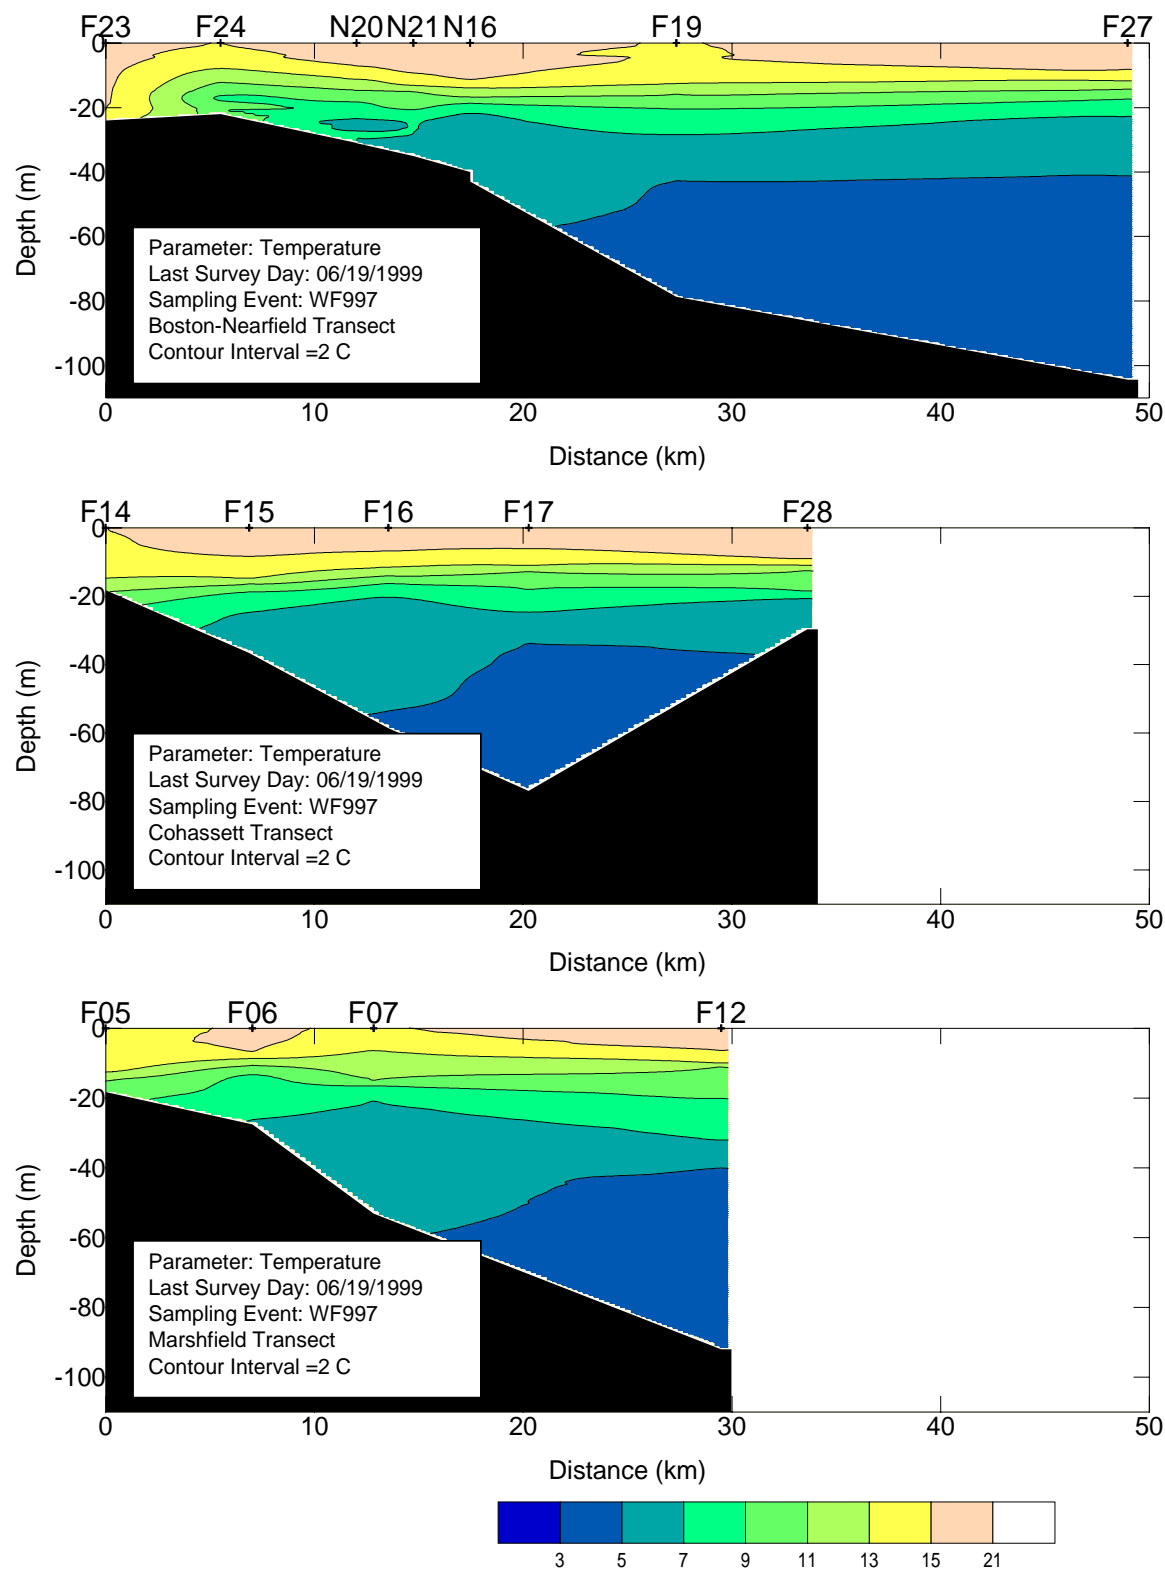 F23 F24 N20 N21 N16 F19 F27
0
-20
-40
-60
-80
-100
Depth (m)
Parameter: Temperature
Last Survey Day: 06/19/1999
Sampling Event: WF997
Boston-Nearfield Transect
Contour Interval =2 C
0 10 20 30 40 50
Distance (km)
F14 F15 F16 F17 F28
0
-20
-40
-60
-80
-100
Depth (m)
Parameter: Temperature
Last Survey Day: 06/19/1999
Sampling Event: WF997
Cohassett Transect
Contour Interval =2 C
0 10 20 30 40 50
Distance (km)
F05 F06 F07 F12
0
-20
-40
-60
-80
-100
Depth (m)
Parameter: Temperature
Last Survey Day: 06/19/1999
Sampling Event: WF997
Marshfield Transect
Contour Interval =2 C
0 10 20 30 40 50
Distance (km)
3 5 7 9 11 13 15 21